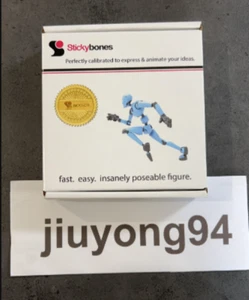 Stickybones
Perfectly calibrated to express & animate your ideas.
fast. easy. insanely poseable figure.
jiuyong94